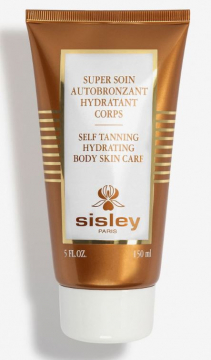 SUPER SOIN
AUTOBRONZANT
HYDRATANT
CORPS
SELF TANNING
HYDRATING
BODY SKIN CARE
sisley
PARIS
5 FL.OZ. 150 ml